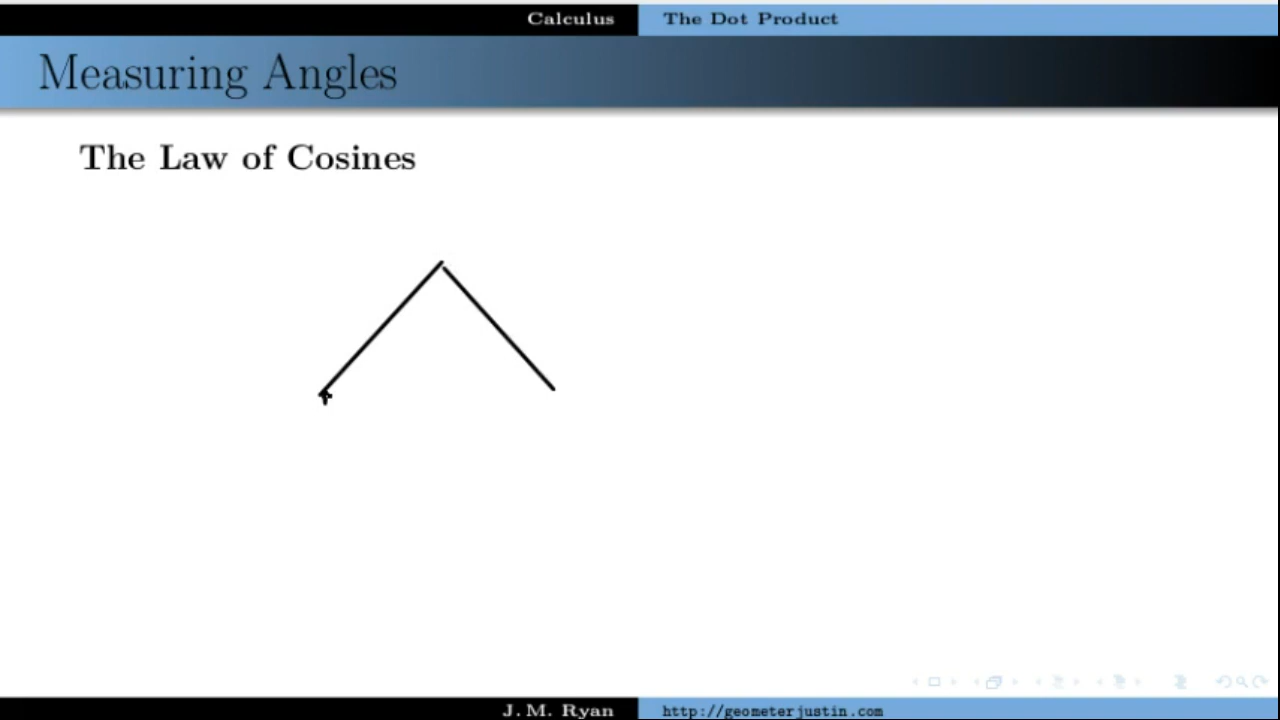 Calculus The Dot Product
Measuring Angles
The Law of Cosines
J. M. Ryan http://geometerjustin.com